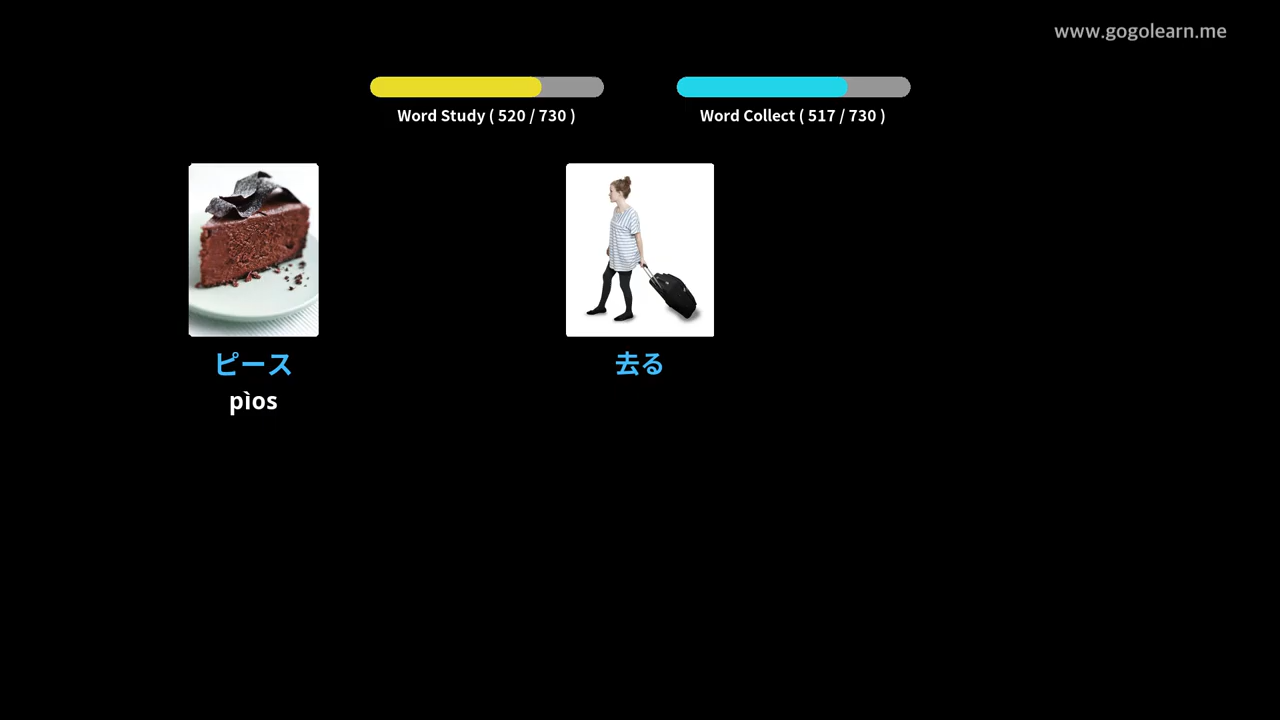 www.gogolearn.me
Word Study ( 520 / 730 )
Word Collect ( 517 / 730 )
ピース
pìos
去る